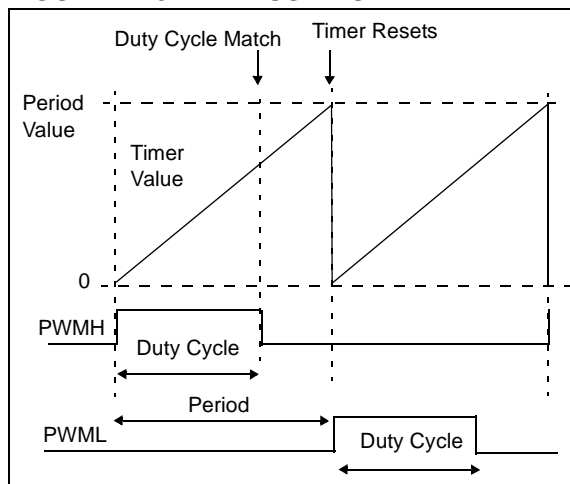 Duty Cycle Match
Timer Resets
Period
Value
Timer
Value
0
PWMH
Duty Cycle
Period
PWML
Duty Cycle